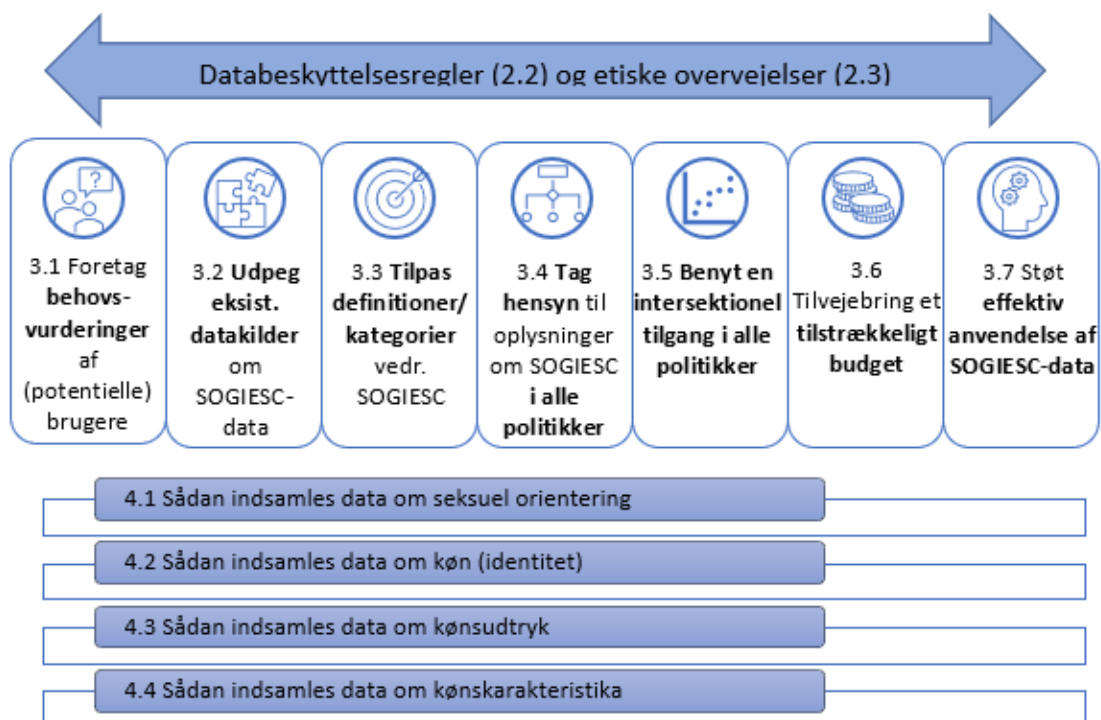 Databeskyttelsesregler (2.2) og etiske overvejelser (2.3)
?
3.1 Foretag
behovs-
vurderinger
af
(potentielle)
brugere
3.2 Udpeg
eksist.
datakilder
om
SOGIESC-
data
3.3 Tilpas
definitioner/
kategorier
vedr.
SOGIESC
3.4 Tag
hensyn til
oplysninger
om SOGIESC
i alle
politikker
3.5 Benyt en
intersektionel
tilgang i alle
politikker
3.6
Tilvejebring et
tilstrækkeligt
budget
3.7 Støt
effektiv
anvendelse af
SOGIESC-data
4.1 Sådan indsamles data om seksuel orientering
4.2 Sådan indsamles data om køn (identitet)
4.3 Sådan indsamles data om kønsudtryk
4.4 Sådan indsamles data om kønskarakteristika